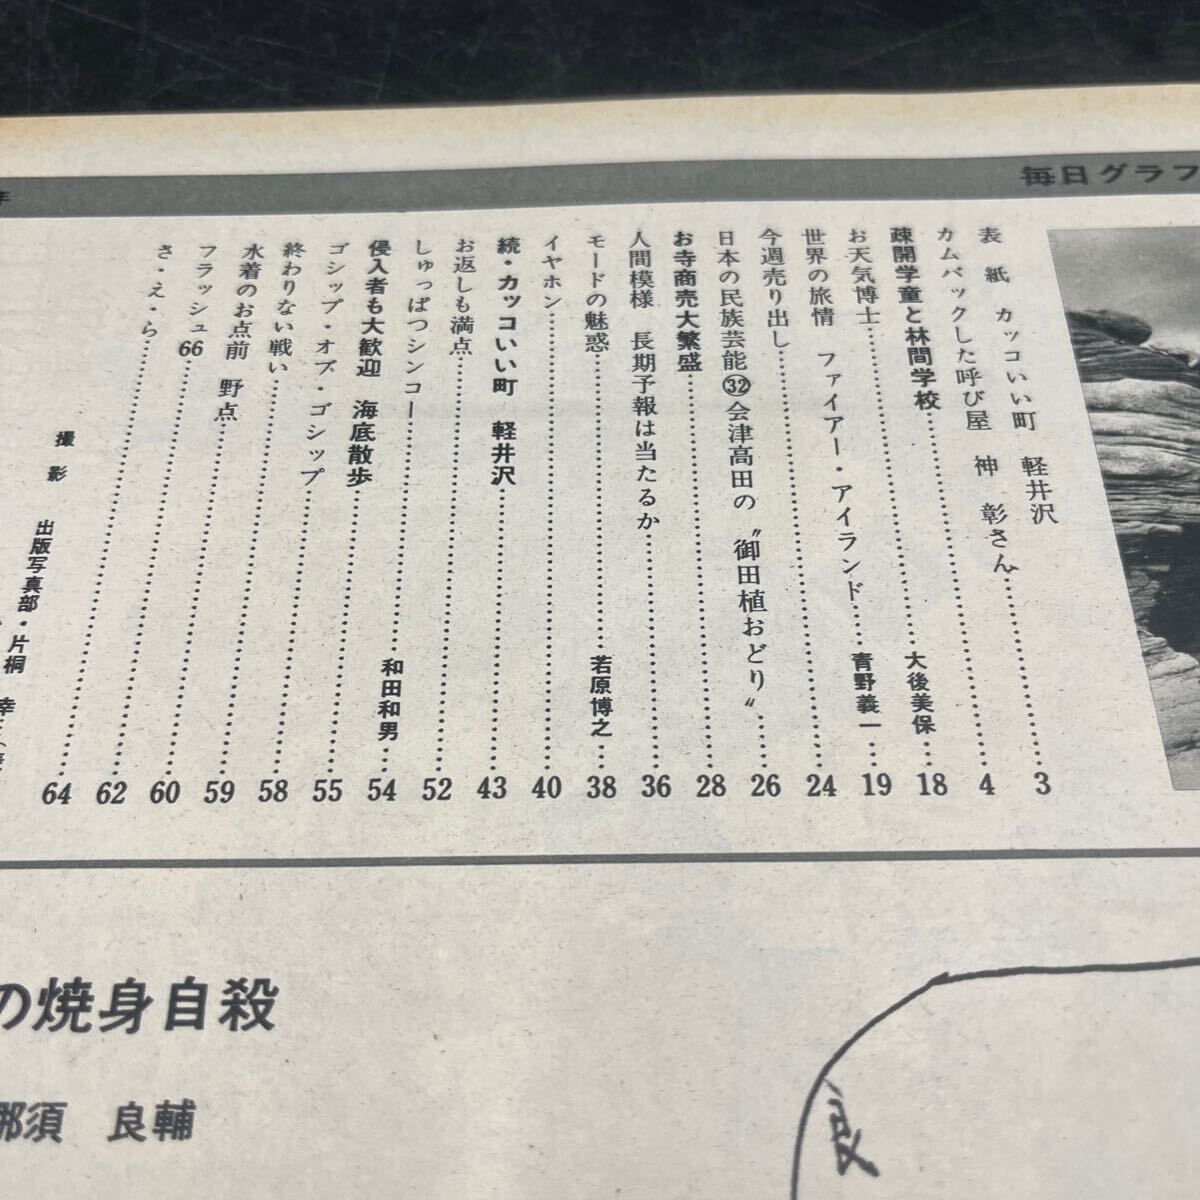 毎日グラフ
年
表紙 カッコいい町 軽井沢……3
カムバックした呼び屋 神 彰さん……4
疎開学童と林間学校……大後美保……18
お天気博士……青野義一……19
世界の旅情 ファイアー・アイランド……24
今週売り出し……26
日本の民族芸能㉜会津高田の〝御田植おどり〟……28
お寺商売大繁盛……36
人間模様 長期予報は当たるか……38
モードの魅惑……若原博之……40
イヤホン……43
続・カッコいい町 軽井沢……52
お返しも満点……54
しゅっぱつシンコー……和田和男……55
侵入者も大歓迎 海底散歩……58
ゴシップ・オブ・ゴシップ……59
終わりない戦い……60
水着のお点前 野点……62
フラッシュ66……64
さ・え・ら……
撮影 出版写真部・片桐 幸
の焼身自殺
那須 良輔
良